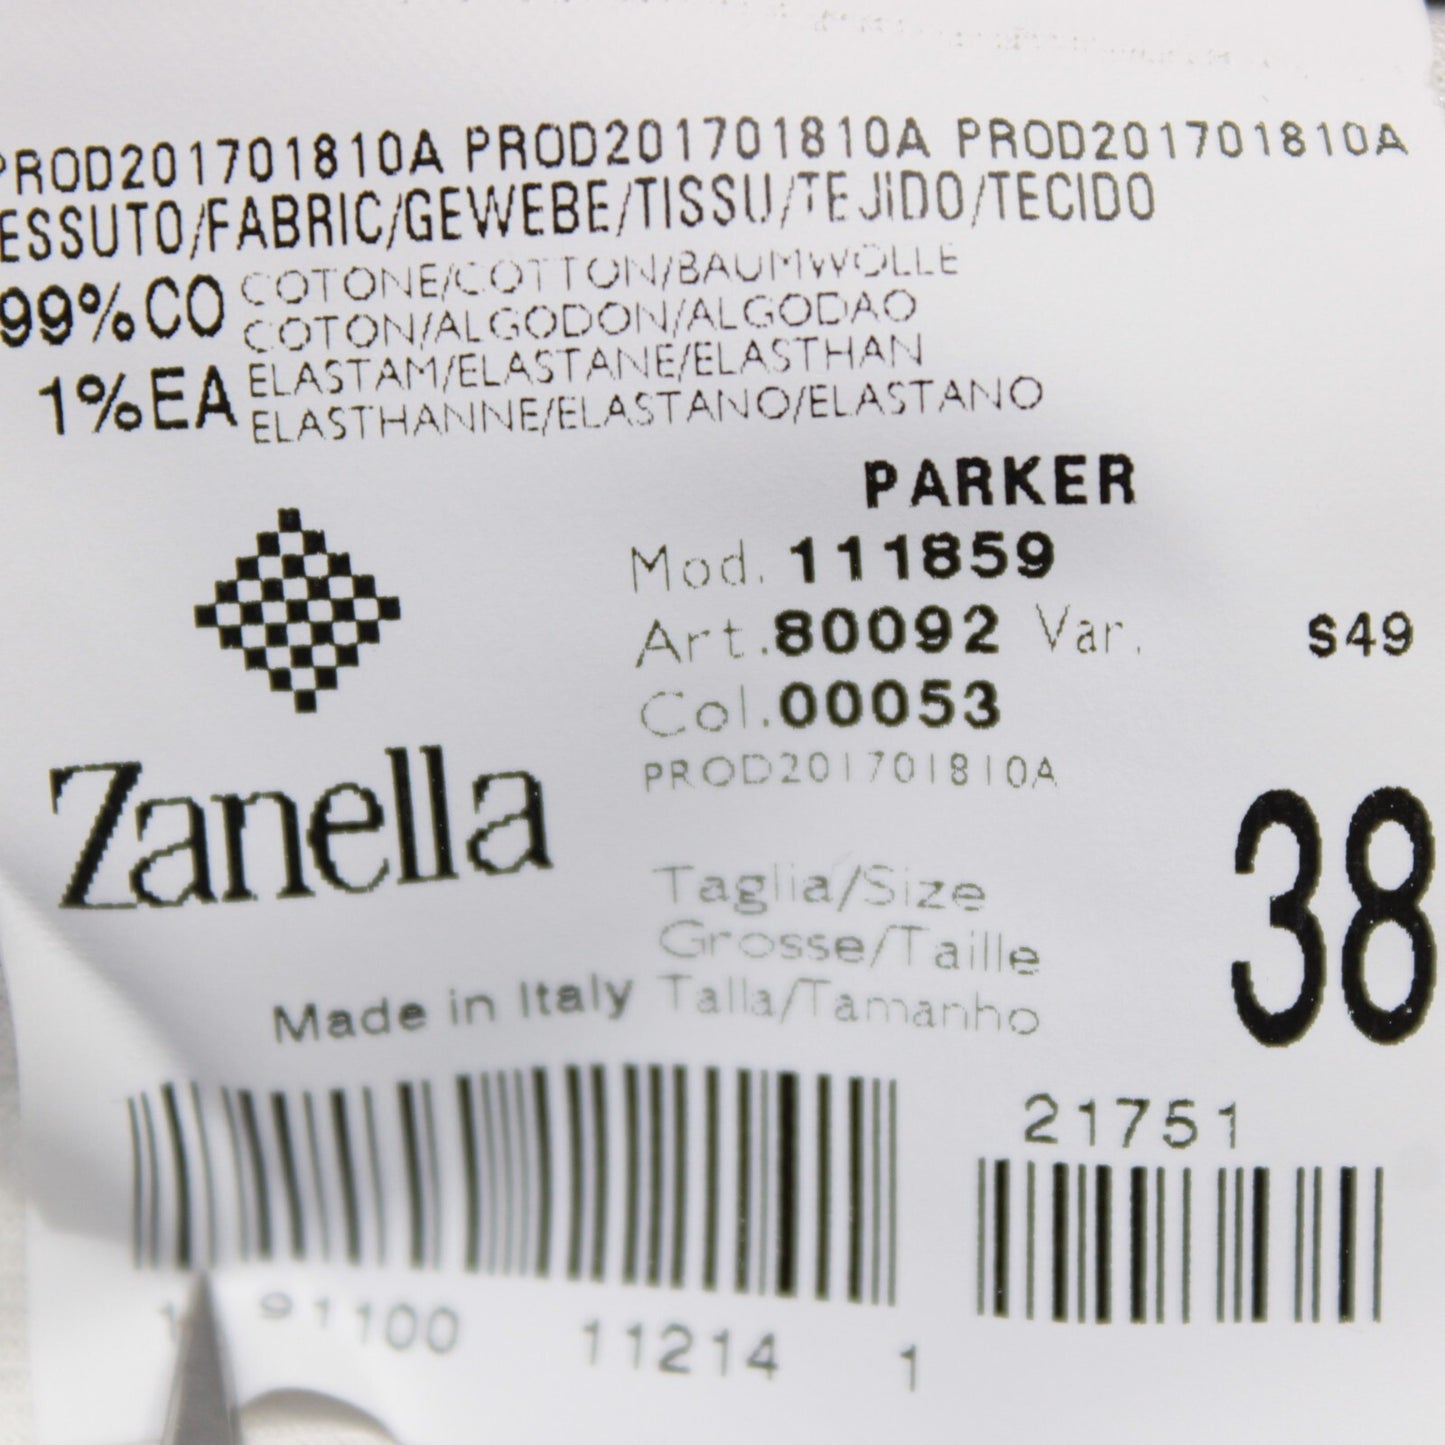 PROD201701810A PROD201701810A PROD201701810A
ESSUTO/FABRIC/GEWEBE/TISSU/TEJIDO/TECIDO
99%CO COTONE/COTTON/BAUMWOLLE
COTON/ALGODON/ALGODAO
1%EA ELASTAM/ELASTANE/ELASTHAN
ELASTHANNE/ELASTANO/ELASTANO
PARKER
Mod. 111859
Art.80092 Var. S49
Col.00053
PROD201701810A
Zanella
38
Taglia/Size
Grosse/Taille
Made in Italy Talla/Tamanho
21751
91100 11214 1